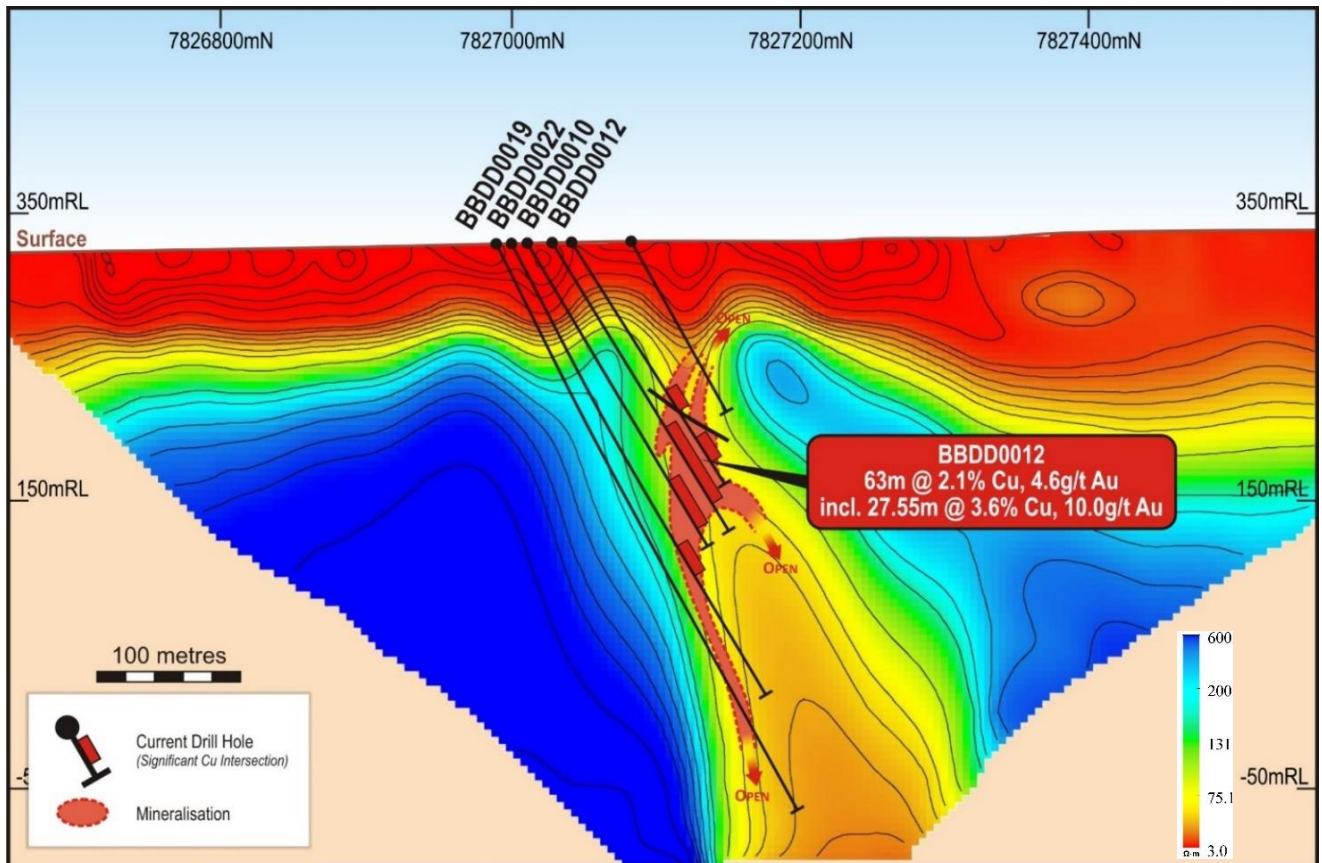 7826800mN
7827000mN
7827200mN
7827400mN
BBDD0019
BBDD0022
BBDD0010
BBDD0012
350mRL
350mRL
Surface
OPEN
BBDD0012
63m @ 2.1% Cu, 4.6g/t Au
incl. 27.55m @ 3.6% Cu, 10.0g/t Au
150mRL
150mRL
OPEN
100 metres
Current Drill Hole
(Significant Cu Intersection)
Mineralisation
-5
-50mRL
OPEN
600
200
131
75.1
Ω·m 3.0